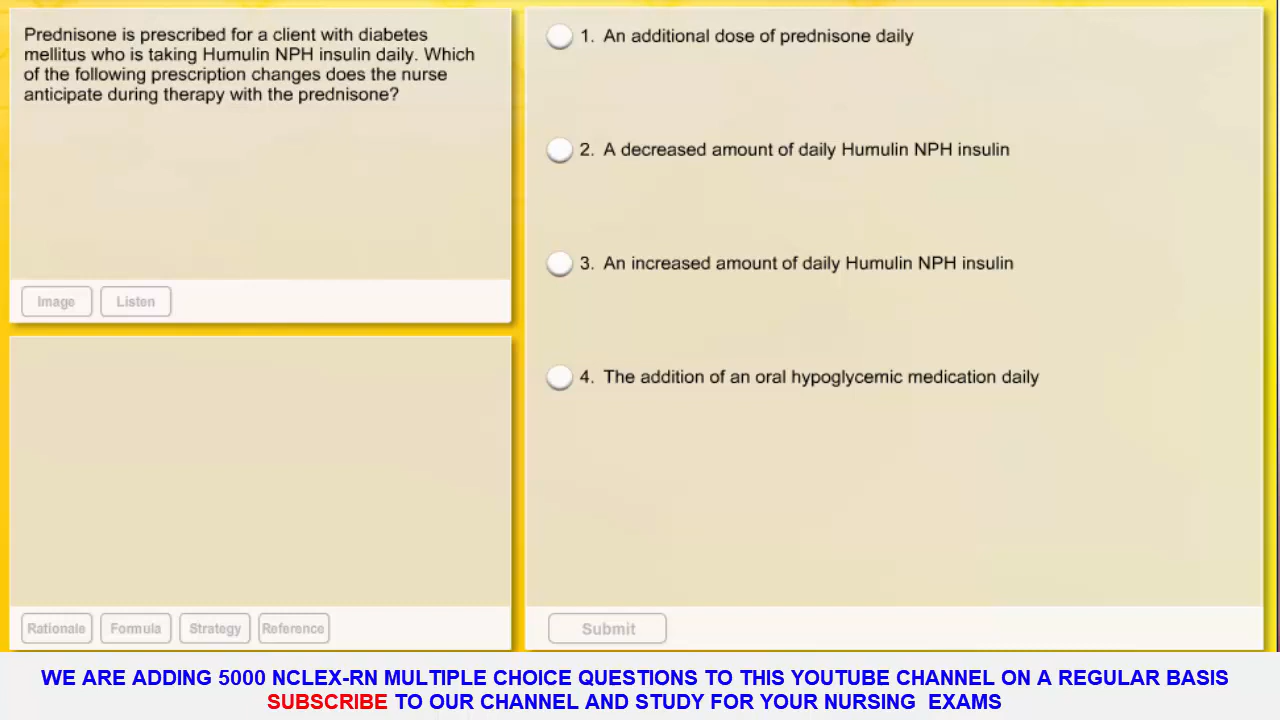 Prednisone is prescribed for a client with diabetes
mellitus who is taking Humulin NPH insulin daily. Which
of the following prescription changes does the nurse
anticipate during therapy with the prednisone?
Image
Listen
1. An additional dose of prednisone daily
2. A decreased amount of daily Humulin NPH insulin
3. An increased amount of daily Humulin NPH insulin
4. The addition of an oral hypoglycemic medication daily
Rationale
Formula
Strategy
Reference
Submit
WE ARE ADDING 5000 NCLEX-RN MULTIPLE CHOICE QUESTIONS TO THIS YOUTUBE CHANNEL ON A REGULAR BASIS
SUBSCRIBE TO OUR CHANNEL AND STUDY FOR YOUR NURSING EXAMS